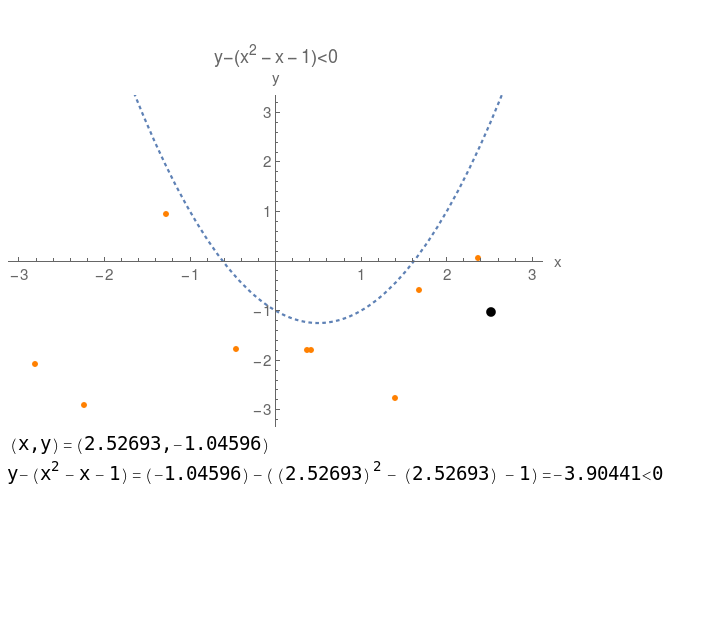 y−(x² − x − 1)<0
y
3
2
1
−3 −2 −1 1 2 3 x
−1
−2
−3
(x,y)=(2.52693,−1.04596)
y−(x² − x − 1)=(−1.04596)−((2.52693)² − (2.52693) − 1)=−3.90441<0